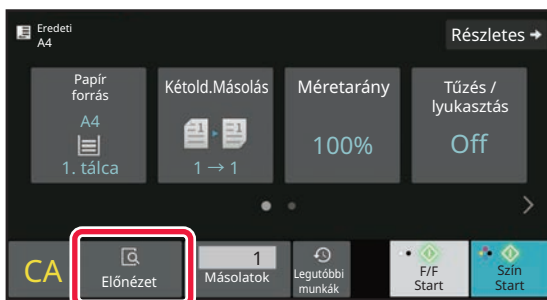 Eredeti
A4
Részletes
Papír
forrás
A4
1. tálca
Kétold.Másolás
1 → 1
Méretarány
100%
Tűzés /
lyukasztás
Off
CA
Előnézet
1
Másolatok
Legutóbbi
munkák
F/F
Start
Szín
Start